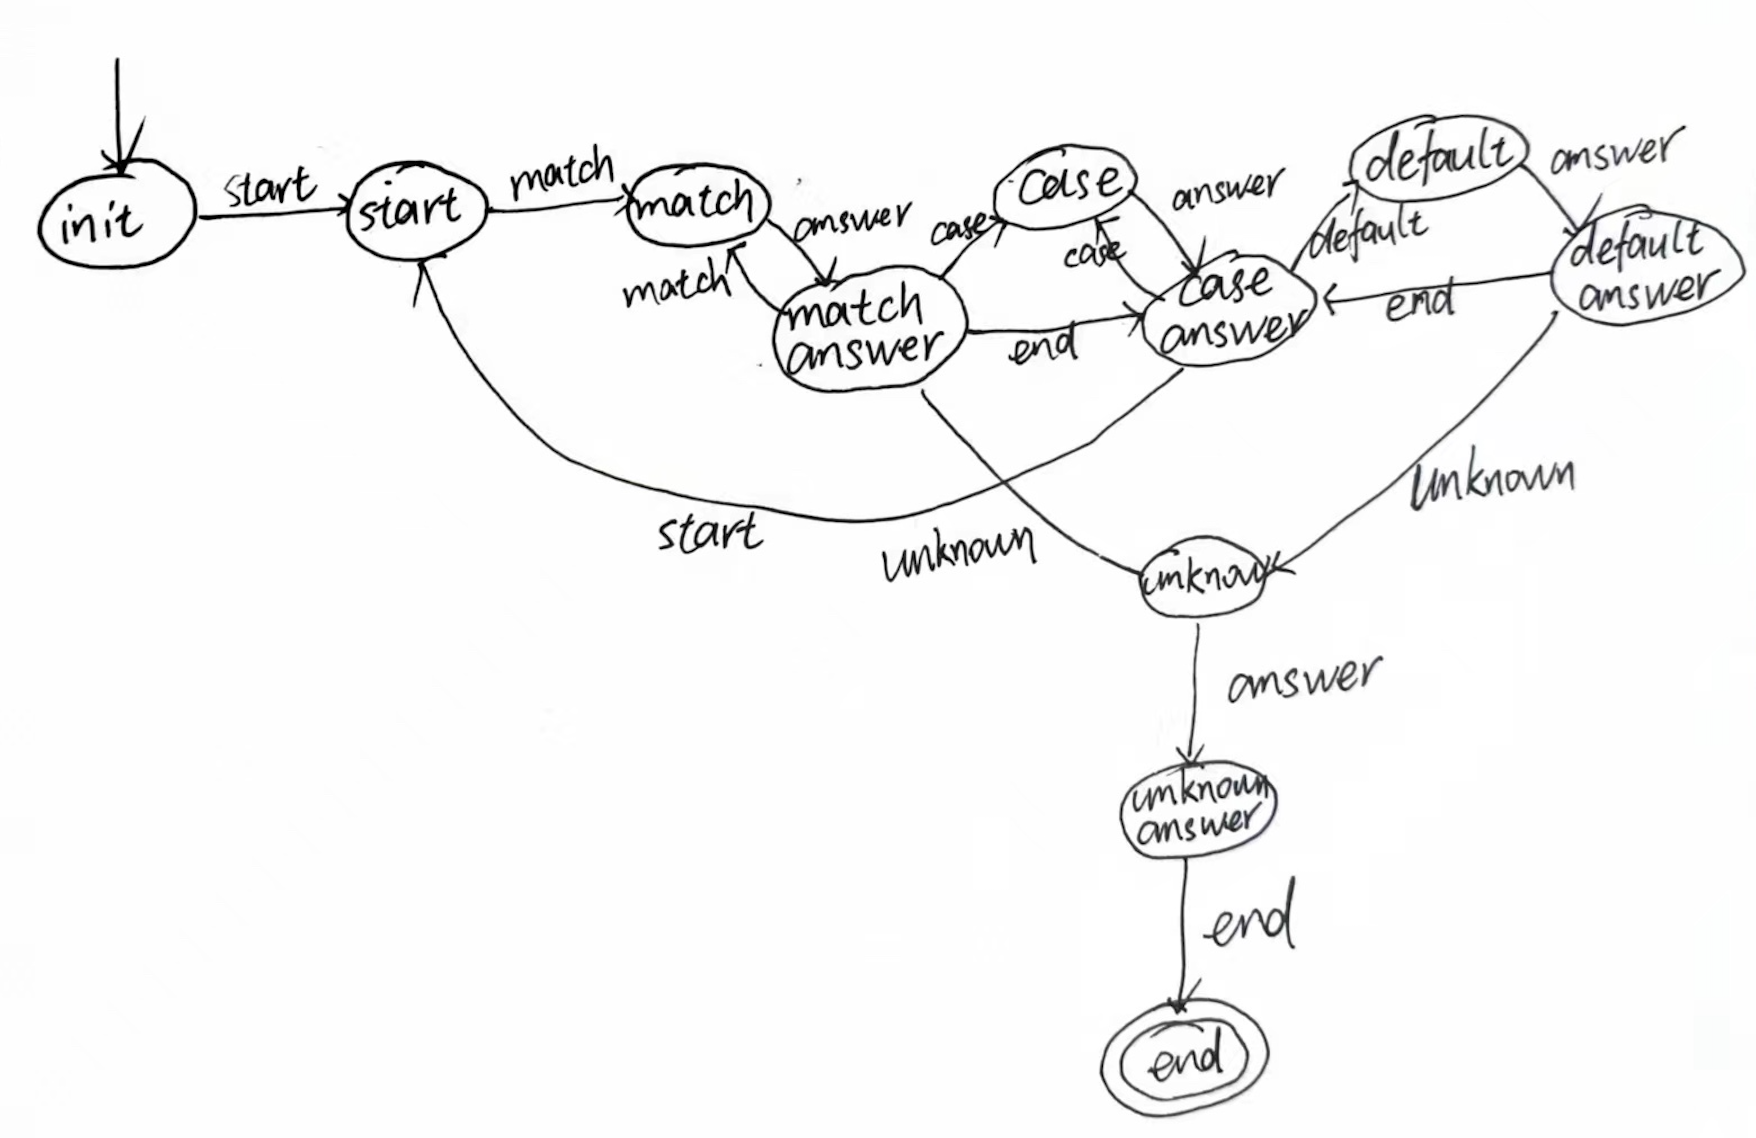 init
start
start
match
match
answer
match
match
answer
case
case
answer
case
end
case
answer
default
default
answer
default
answer
end
start
unknown
unknown
unknow
answer
unknown
answer
end
end